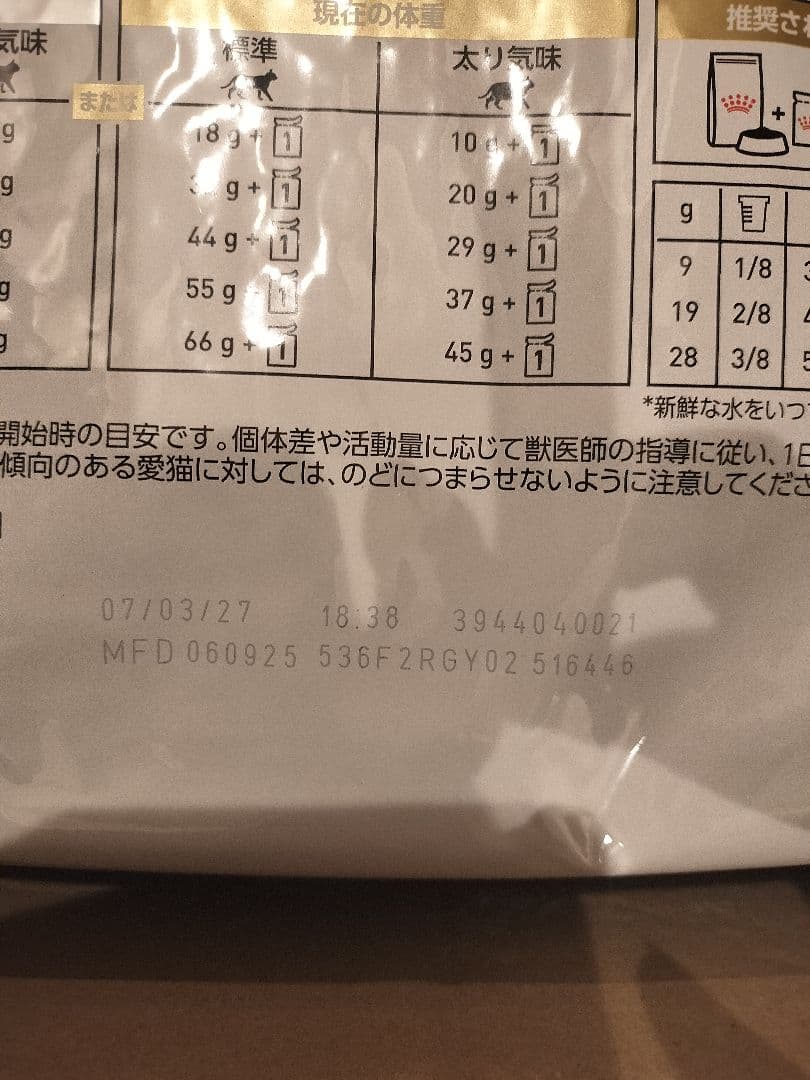 現在の体重
推奨され
気味
標準
太り気味
または
g 18 g + 1 10 g + 1
g g + 1 20 g + 1
g 44 g + 1 29 g + 1
g 55 g 1 37 g + 1
g 66 g + 1 45 g + 1
+
g
9 1/8
19 2/8
28 3/8
*新鮮な水をいつ
開始時の目安です。個体差や活動量に応じて獣医師の指導に従い、1日
傾向のある愛猫に対しては、のどにつまらせないように注意してくださ
07/03/27 18:38 3944040021
MFD 060925 536F2RGY02 516446